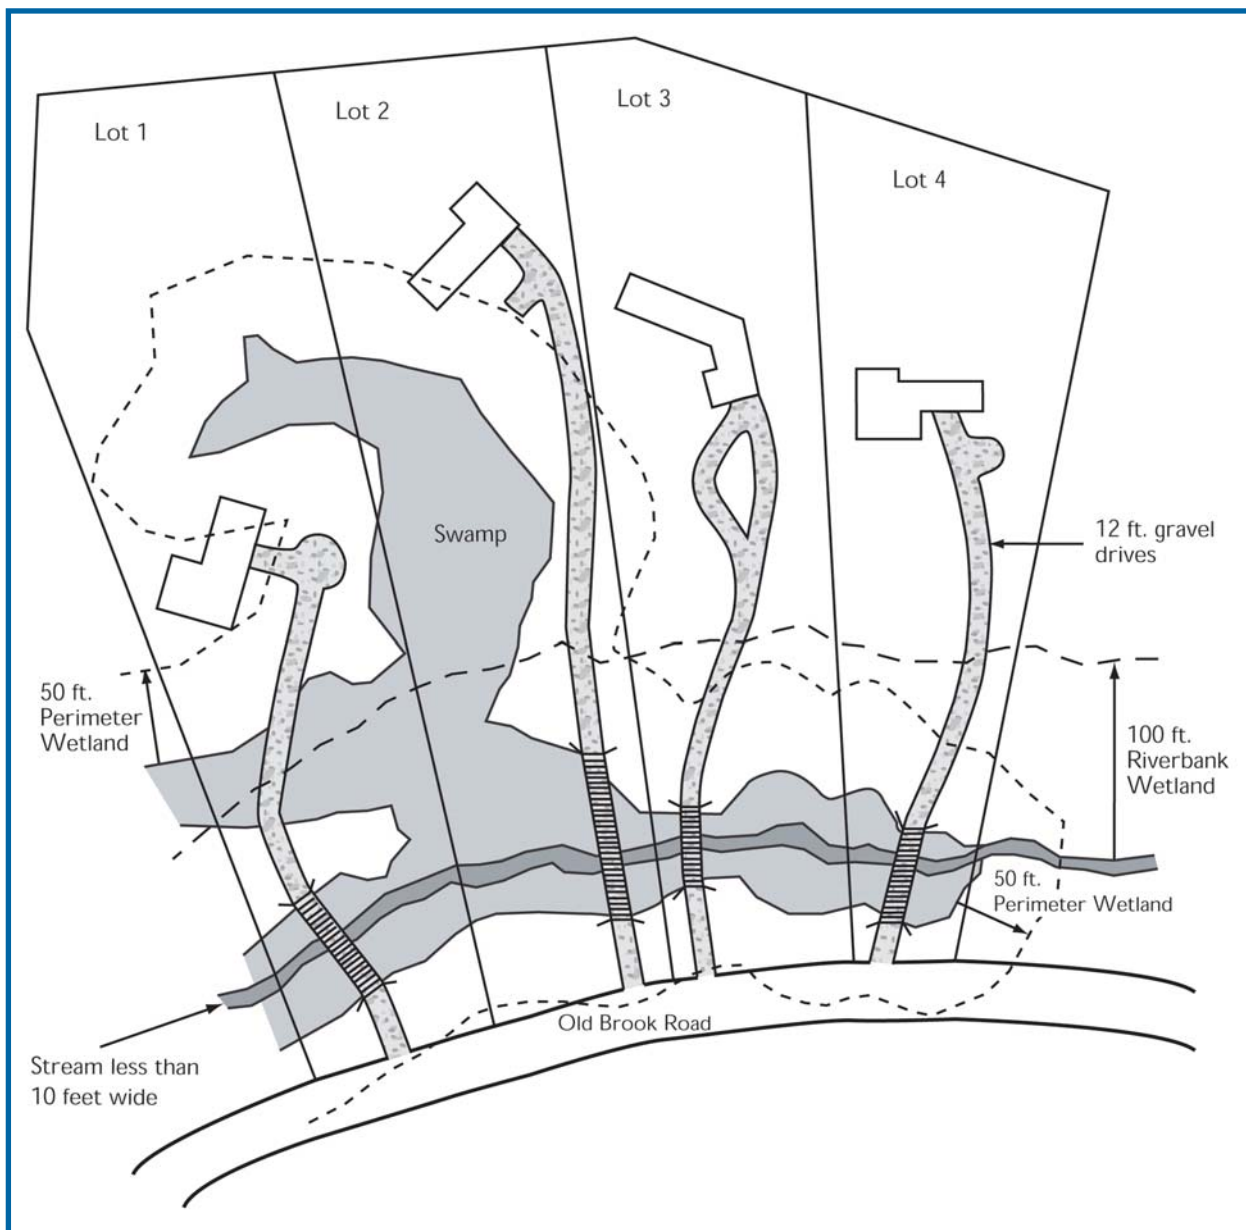 Lot 1
Lot 2
Lot 3
Lot 4
Swamp
12 ft. gravel
drives
50 ft.
Perimeter
Wetland
100 ft.
Riverbank
Wetland
50 ft.
Perimeter Wetland
Old Brook Road
Stream less than
10 feet wide